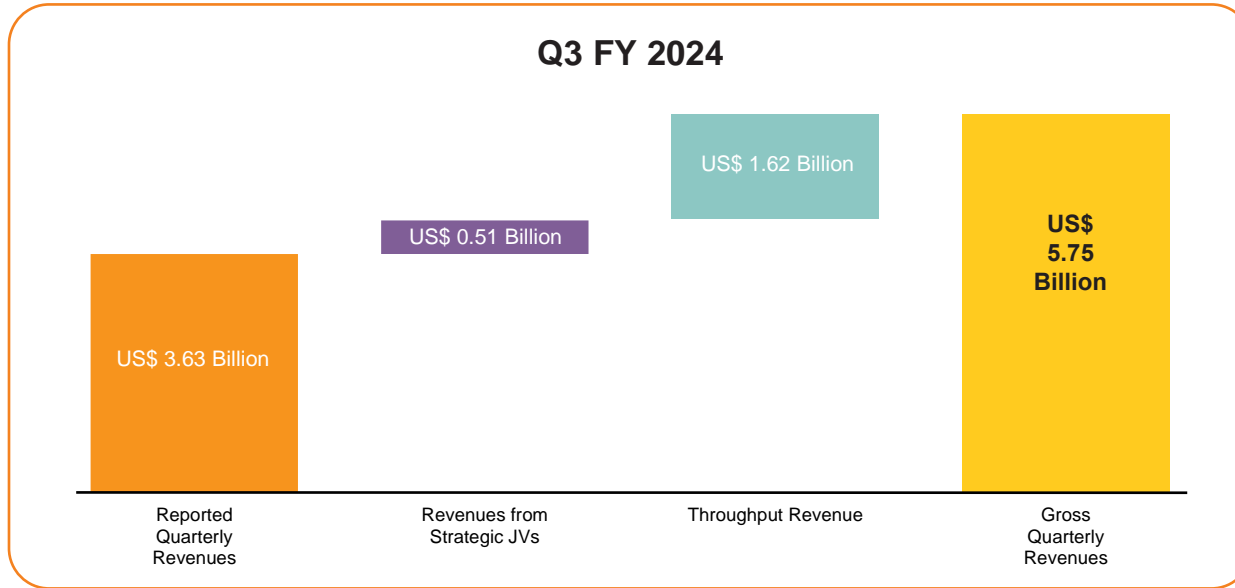 Q3 FY 2024
US$ 1.62 Billion
US$ 0.51 Billion
US$
5.75
Billion
US$ 3.63 Billion
Reported
Quarterly
Revenues
Revenues from
Strategic JVs
Throughput Revenue
Gross
Quarterly
Revenues